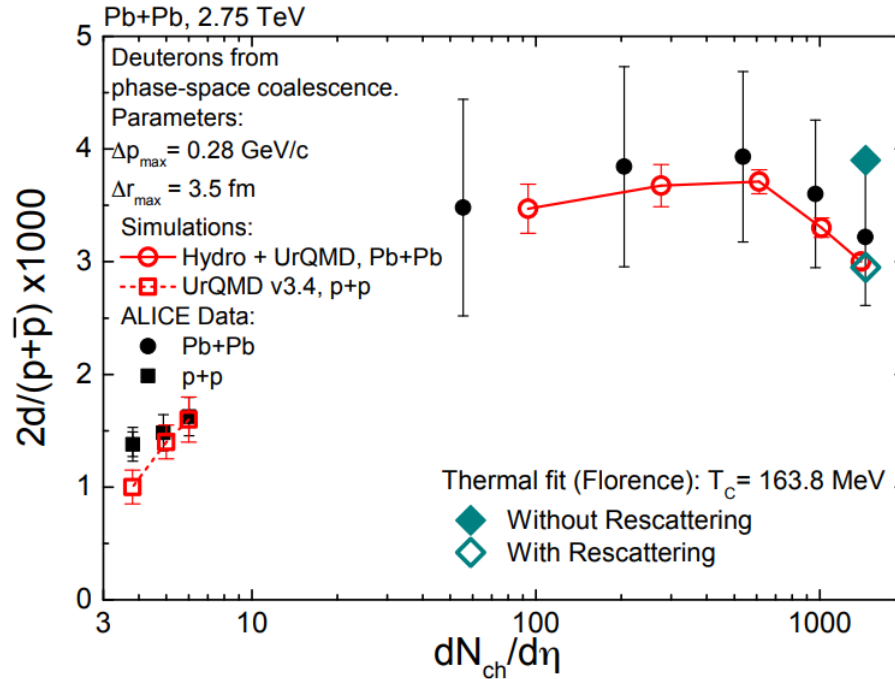 Pb+Pb, 2.75 TeV
Deuterons from
phase-space coalescence.
Parameters:
Δp_max = 0.28 GeV/c
Δr_max = 3.5 fm
Simulations:
Hydro + UrQMD, Pb+Pb
UrQMD v3.4, p+p
ALICE Data:
Pb+Pb
p+p
Thermal fit (Florence): T_C = 163.8 MeV
Without Rescattering
With Rescattering
2d/(p+p̅) x1000
5
4
3
2
1
0
3 10 100 1000
dN_ch/dη